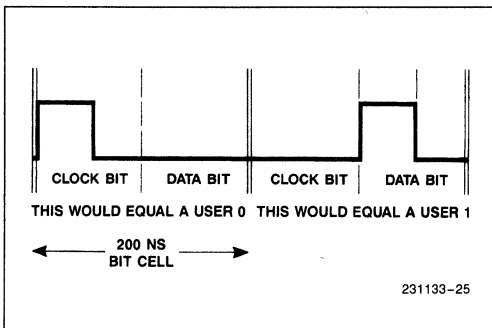 CLOCK BIT DATA BIT CLOCK BIT DATA BIT
THIS WOULD EQUAL A USER 0 THIS WOULD EQUAL A USER 1
200 NS
BIT CELL
231133-25